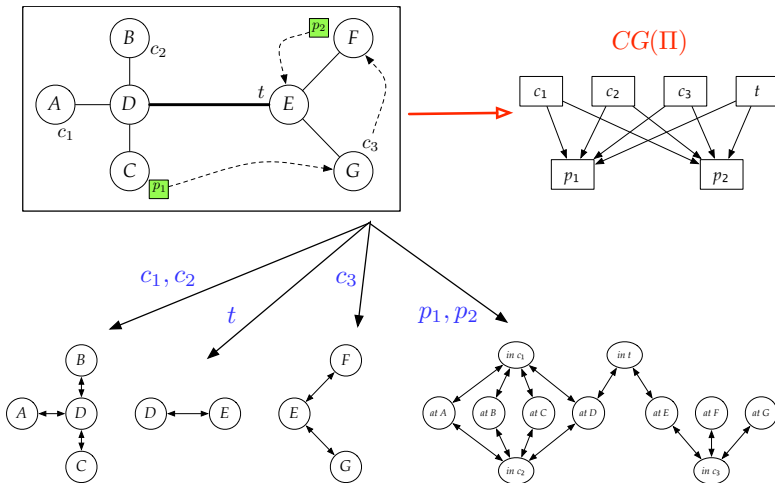 B
c₂
p₂
F
CG(Π)
A
D
t
E
c₁
C
p₁
c₃
G
c₁
c₂
c₃
t
p₁
p₂
c₁, c₂
t
c₃
p₁, p₂
B
A
D
C
D
E
F
E
G
in c₁
in t
at A
at B
at C
at D
at E
at F
at G
in c₂
in c₃